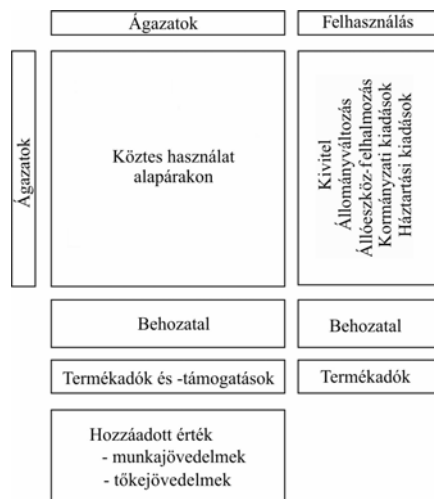 Ágazatok
Felhasználás
Ágazatok
Köztes használat
alapárakon
Kivitel
Állományváltozás
Állóeszköz-felhalmozás
Kormányzati kiadások
Háztartási kiadások
Behozatal
Behozatal
Termékadók és -támogatások
Termékadók
Hozzáadott érték
- munkajövedelmek
- tőkejövedelmek